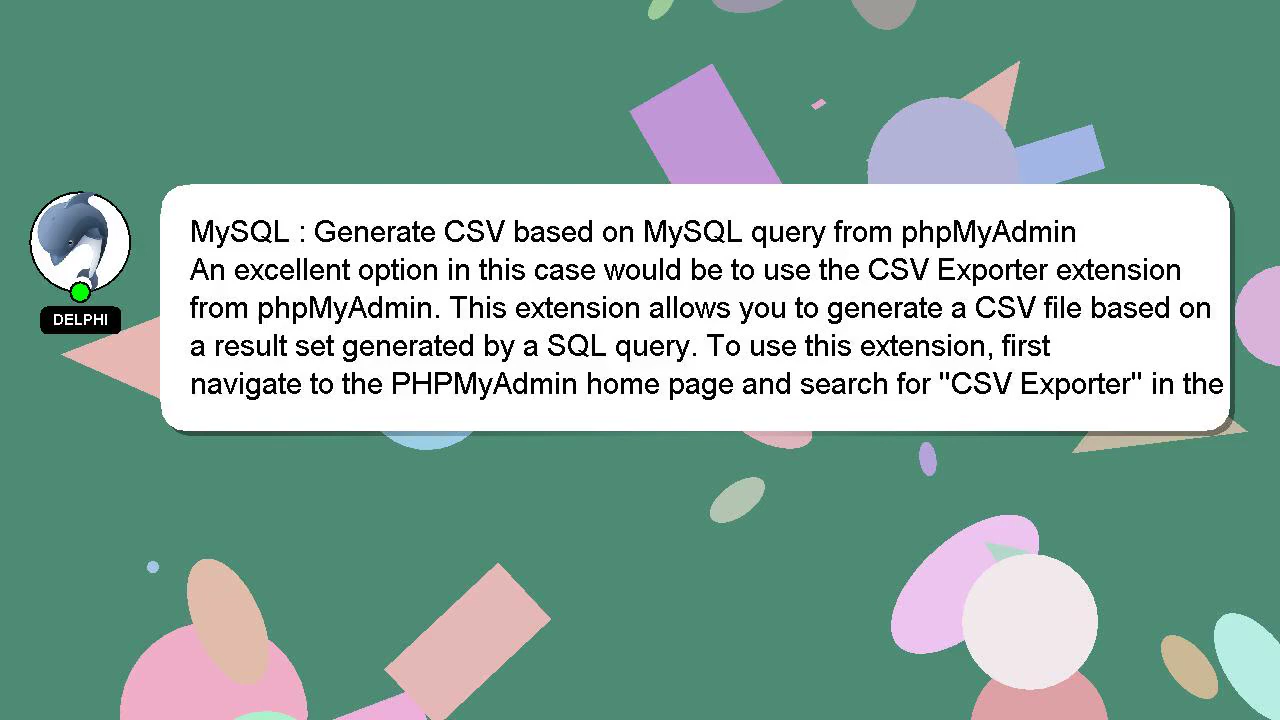 MySQL : Generate CSV based on MySQL query from phpMyAdmin
An excellent option in this case would be to use the CSV Exporter extension
from phpMyAdmin. This extension allows you to generate a CSV file based on
a result set generated by a SQL query. To use this extension, first
navigate to the PHPMyAdmin home page and search for "CSV Exporter" in the
DELPHI